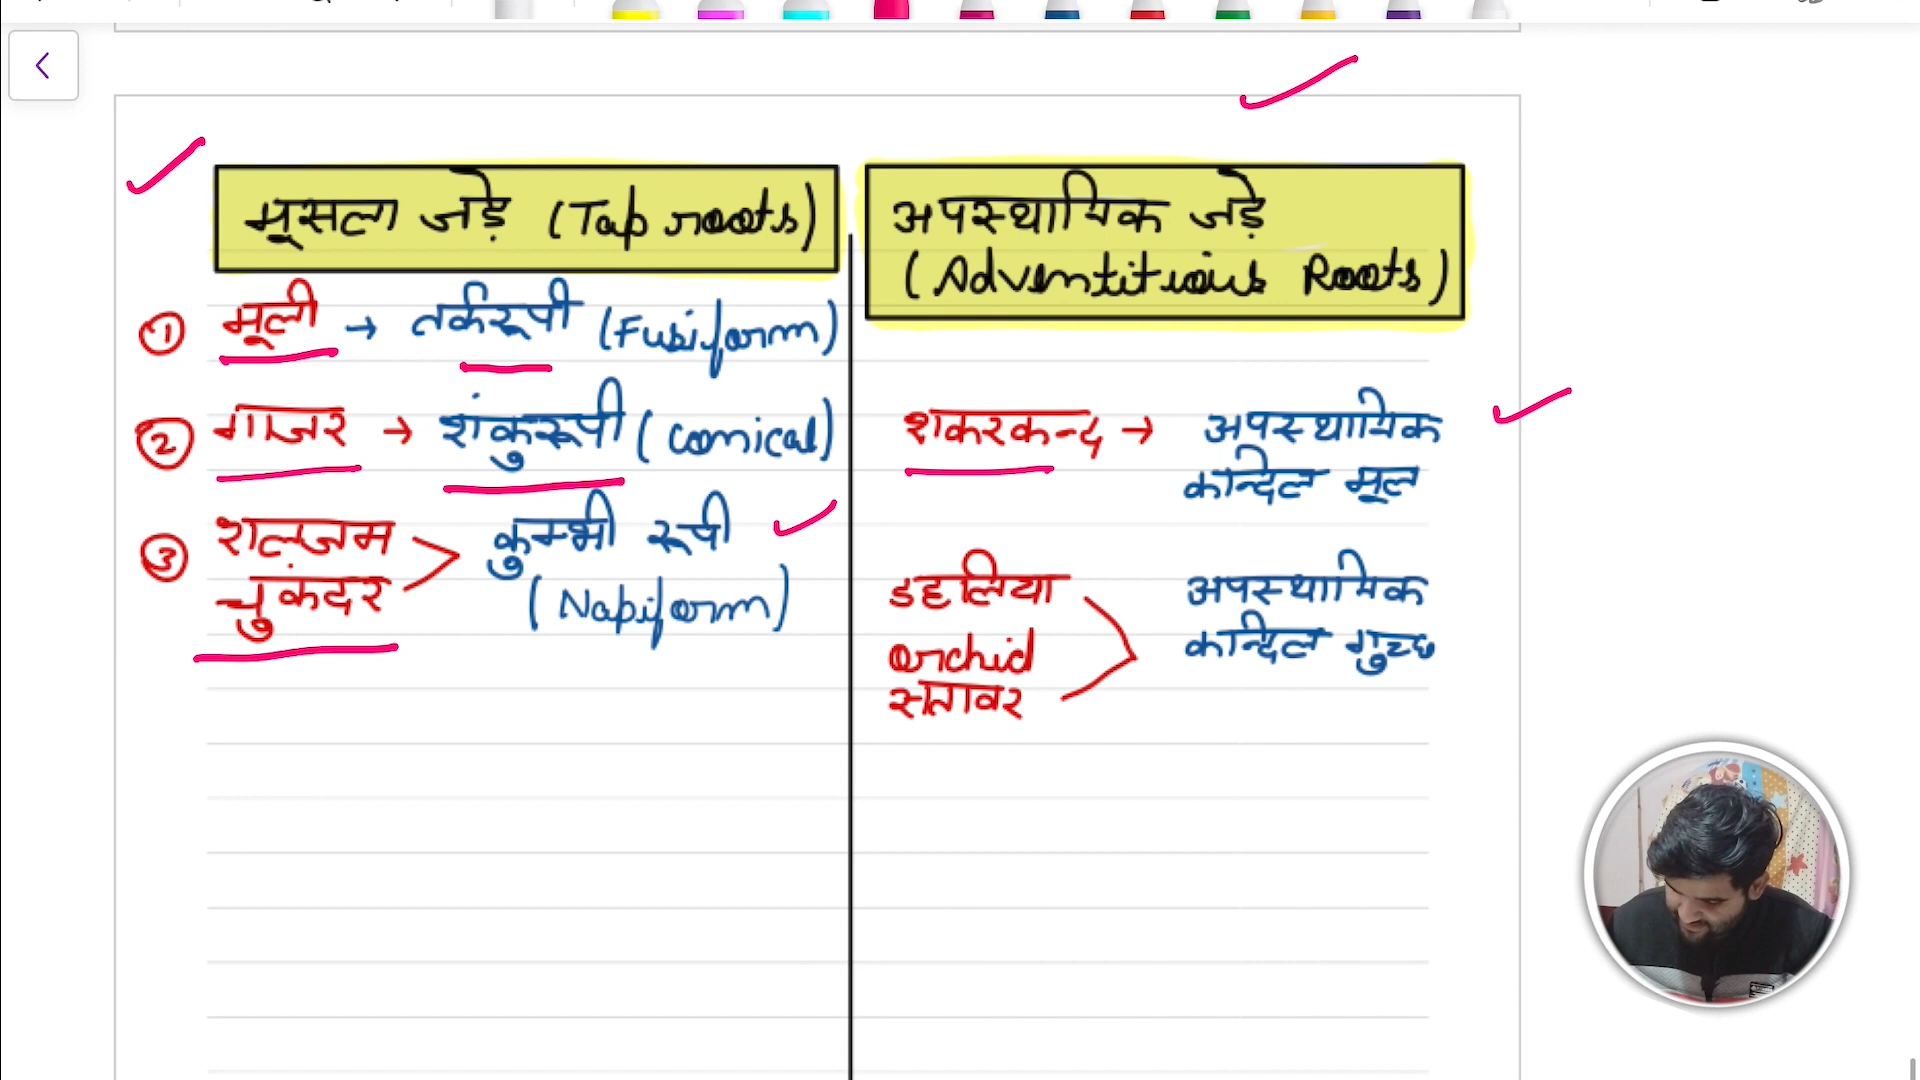 मूसला जड़े (Tap roots)
① मूली → तर्करूपी (Fusiform)
② गाजर → शंकुरूपी (Conical)
③ शलजम
चुकंदर
कुम्भी रूपी
(Napiform)
अपस्थानिक जड़े
(Adventitious Roots)
शकरकन्द → अपस्थानिक
कन्दिल मूल
डहलिया
orchid
सतावर
अपस्थानिक
कन्दिल गुच्छ